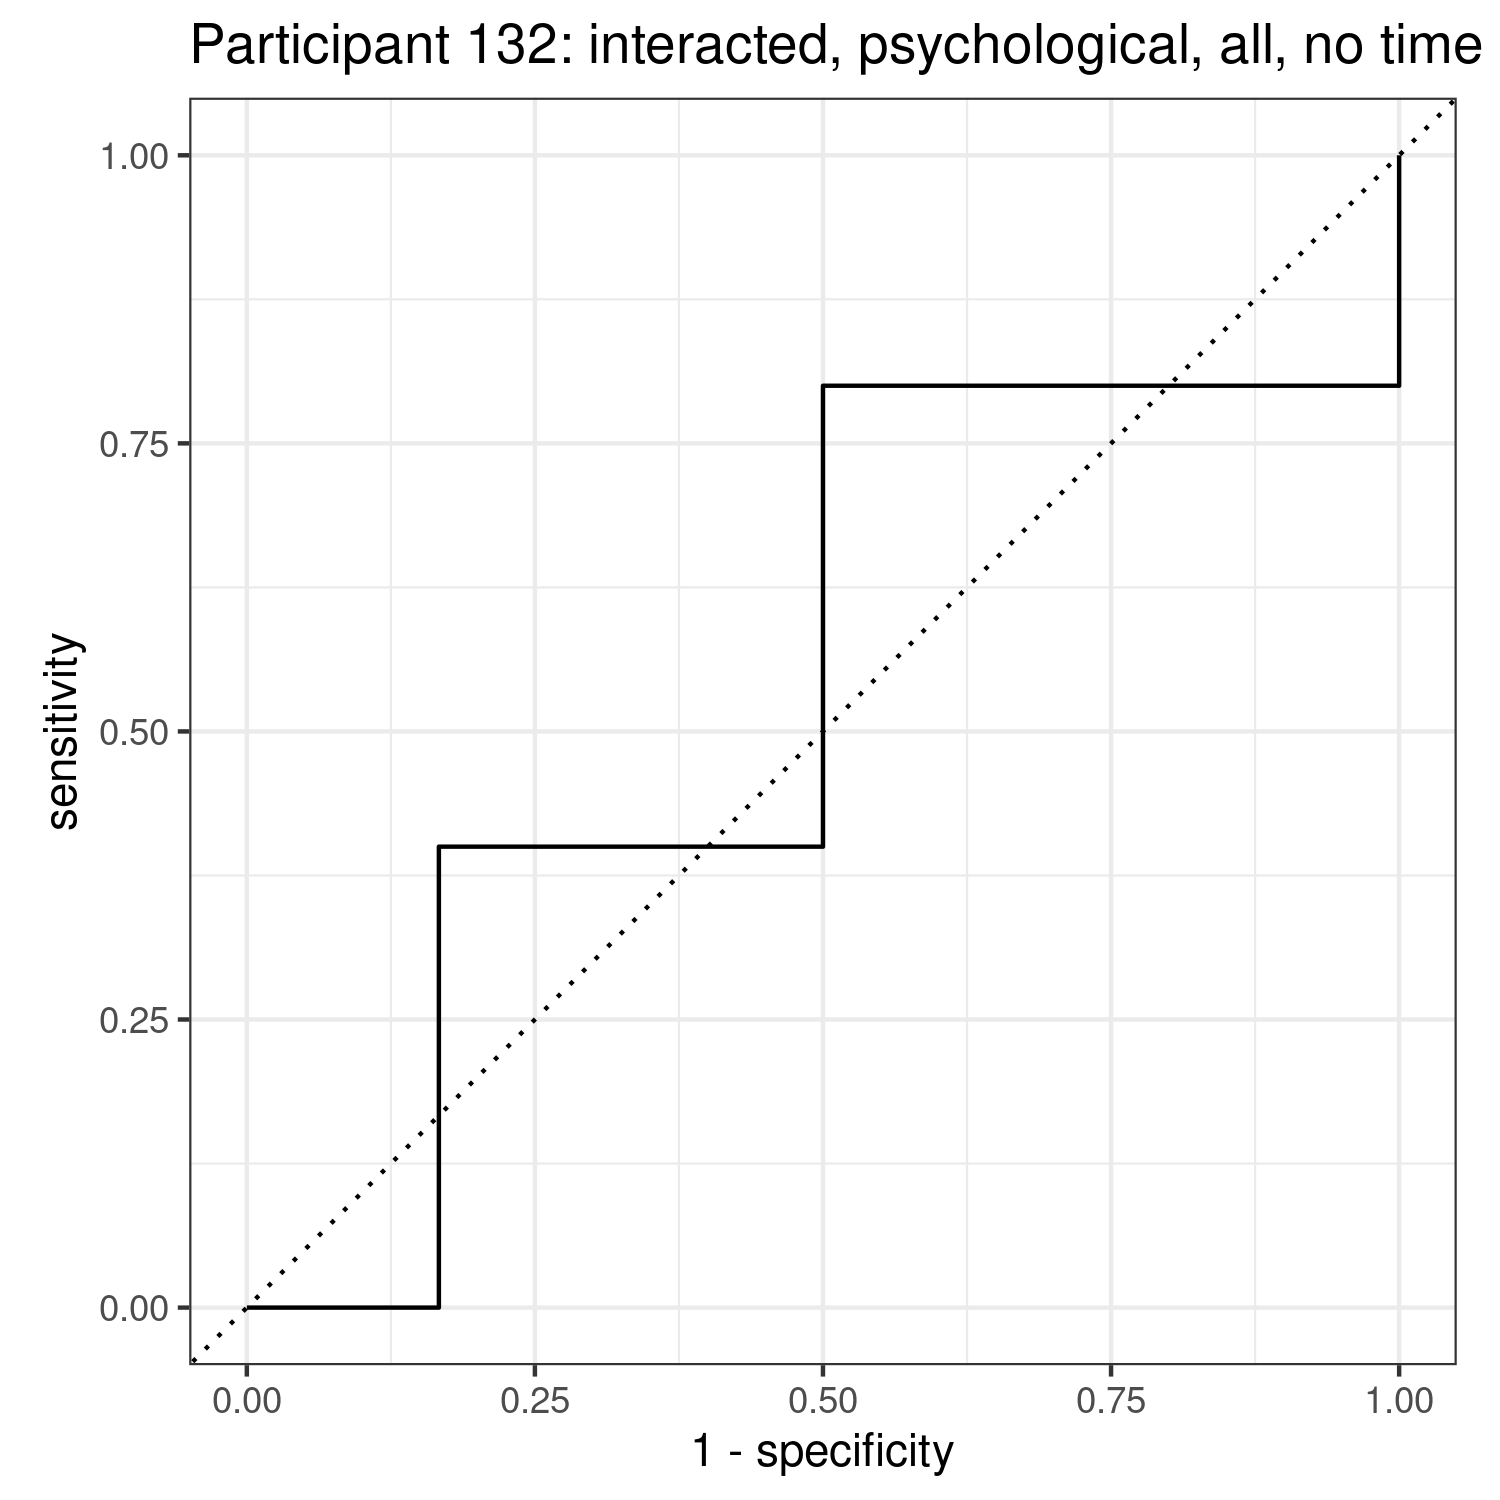 Participant 132: interacted, psychological, all, no time
1.00
0.75
0.50
0.25
0.00
sensitivity
0.00 0.25 0.50 0.75 1.00
1 - specificity